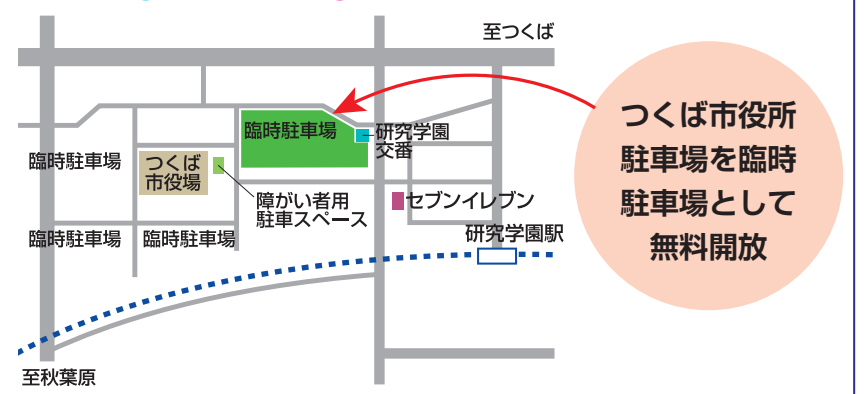 至つくば
つくば市役所
駐車場を臨時
駐車場として
無料開放
臨時駐車場
研究学園
交番
臨時駐車場
つくば
市役場
障がい者用
駐車スペース
セブンイレブン
臨時駐車場
臨時駐車場
研究学園駅
至秋葉原